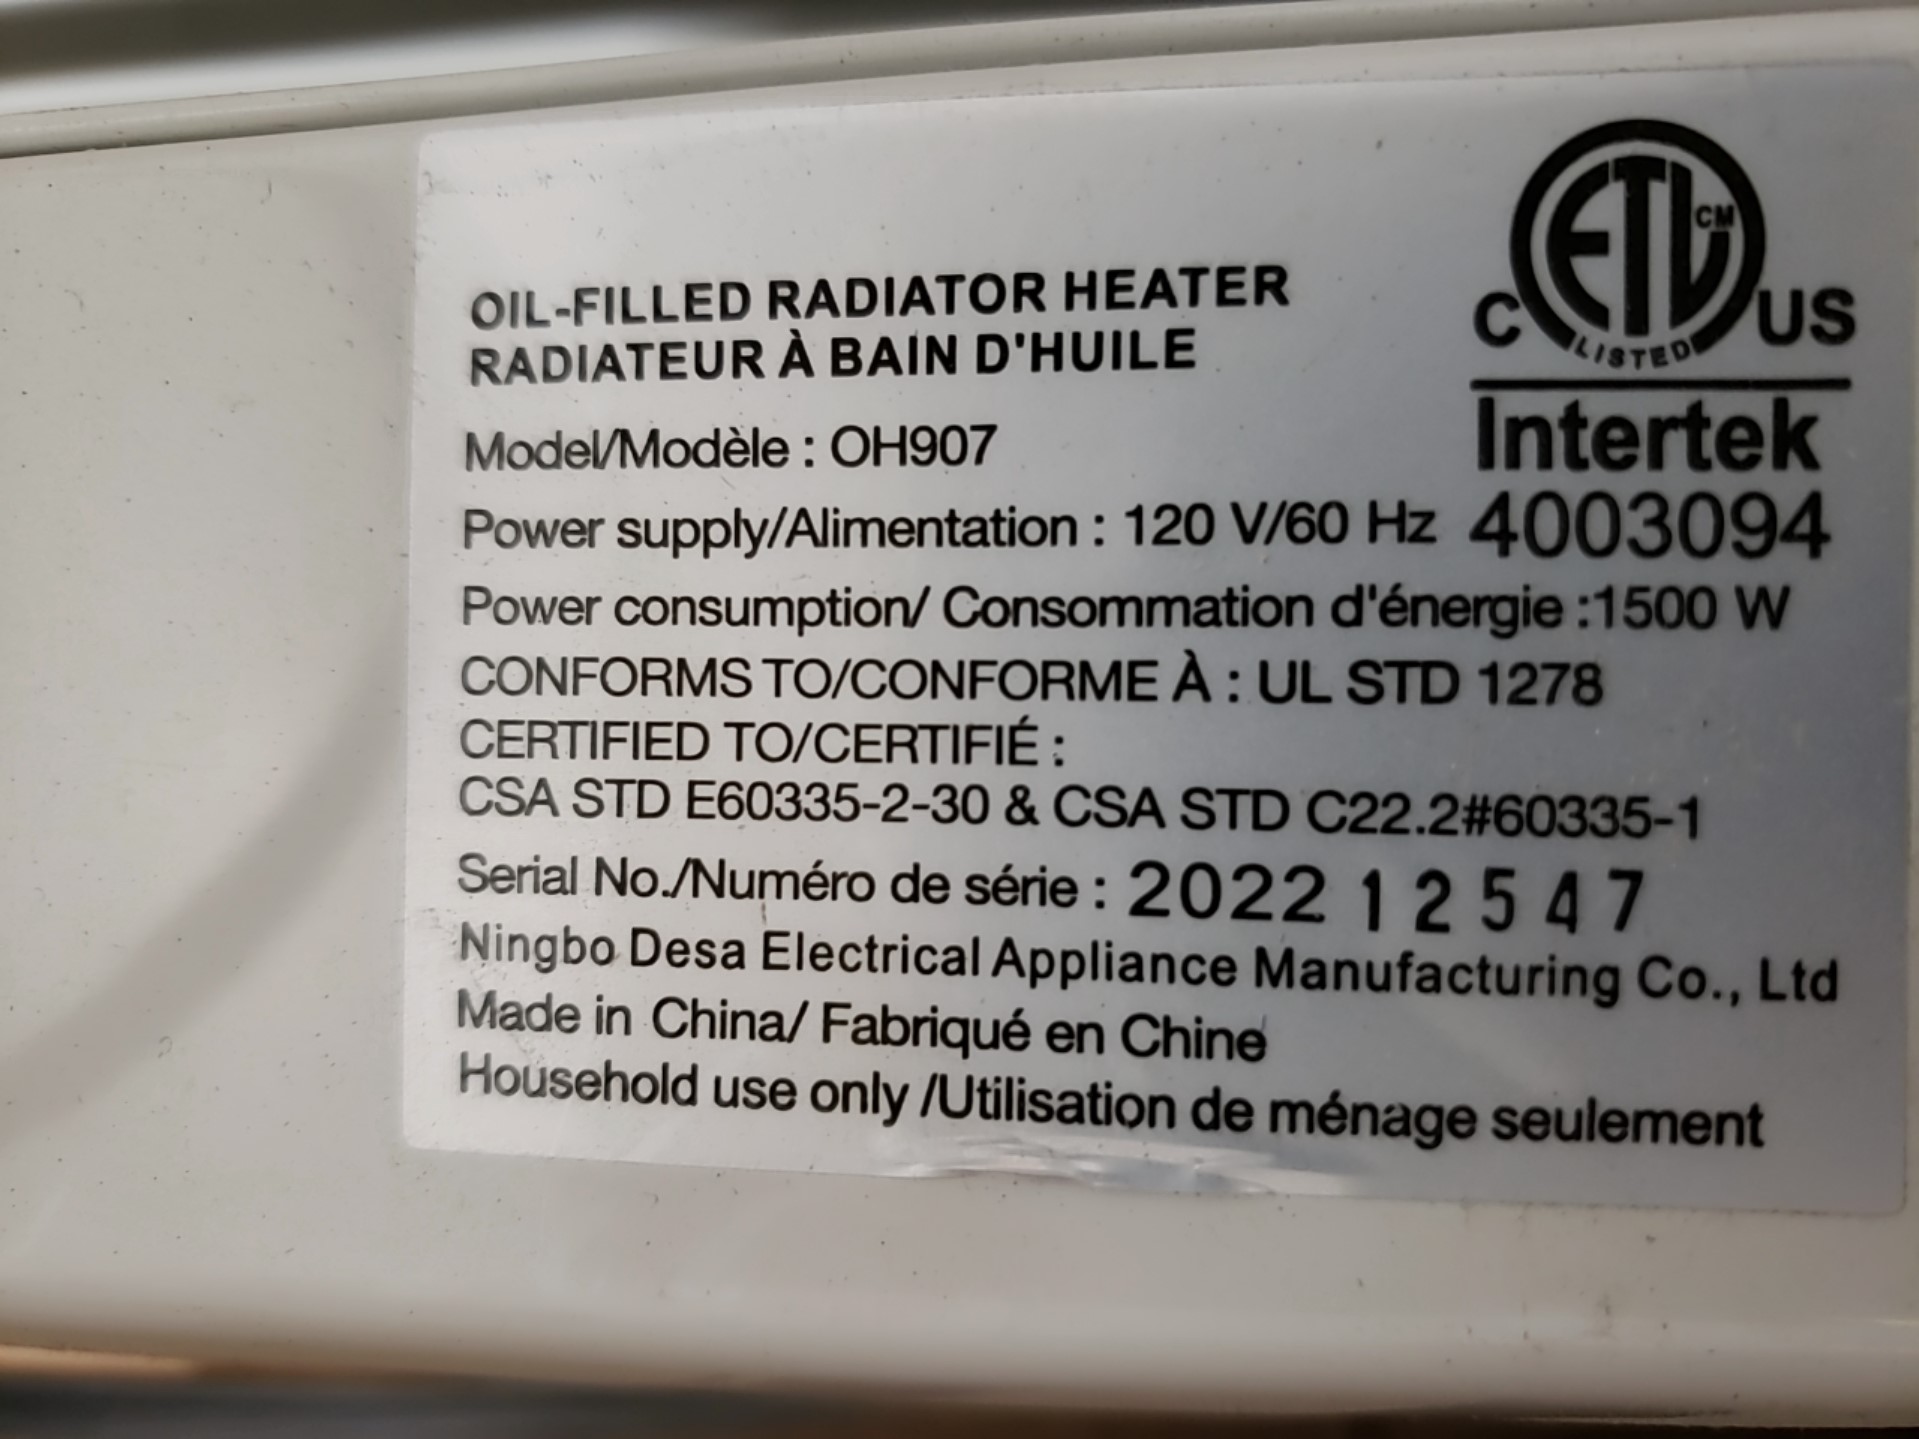 OIL-FILLED RADIATOR HEATER
RADIATEUR À BAIN D'HUILE
Model/Modèle : OH907
Power supply/Alimentation : 120 V/60 Hz
Power consumption/ Consommation d'énergie :1500 W
CONFORMS TO/CONFORME À : UL STD 1278
CERTIFIED TO/CERTIFIÉ :
CSA STD E60335-2-30 & CSA STD C22.2#60335-1
Serial No./Numéro de série : 2022 1 2 5 4 7
Ningbo Desa Electrical Appliance Manufacturing Co., Ltd
Made in China/ Fabriqué en Chine
Household use only /Utilisation de ménage seulement
ETL CM
C US
LISTED
Intertek
4003094